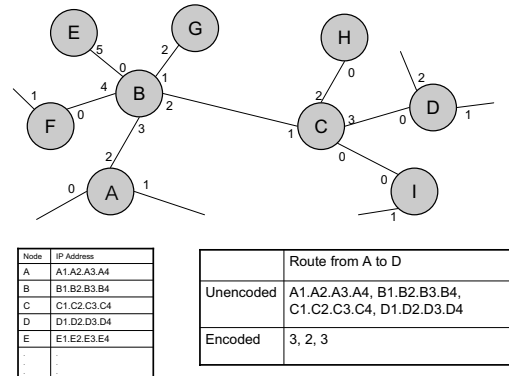 E
G
H
5
2
0
1
0
4
B
2
1
2
2
0
F
3
1
C
3
0
D
1
2
0
0
A
1
0
I
1
Node IP Address
A A1.A2.A3.A4
B B1.B2.B3.B4
C C1.C2.C3.C4
D D1.D2.D3.D4
E E1.E2.E3.E4
. .
. .
. .
Route from A to D
Unencoded A1.A2.A3.A4, B1.B2.B3.B4,
C1.C2.C3.C4, D1.D2.D3.D4
Encoded 3, 2, 3